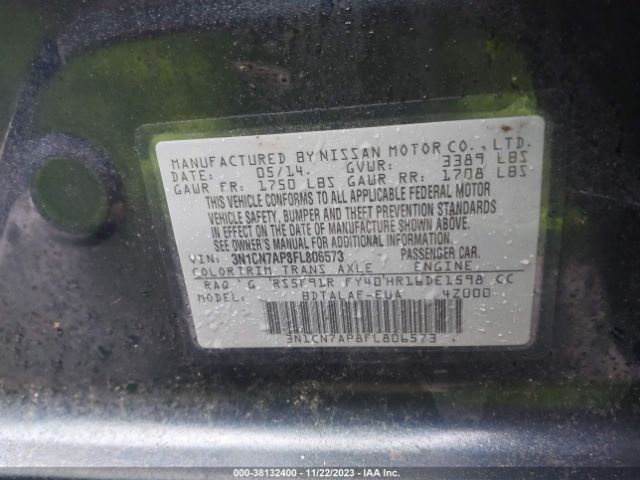 MANUFACTURED BY NISSAN MOTOR CO., LTD.
DATE: 05/14. GVWR: 3389 LBS
GAWR FR: 1750 LBS GAWR RR: 1708 LBS
THIS VEHICLE CONFORMS TO ALL APPLICABLE FEDERAL MOTOR
VEHICLE SAFETY, BUMPER AND THEFT PREVENTION STANDARDS
IN EFFECT ON THE DATE OF MANUFACTURE SHOWN ABOVE.
SEE OWNER'S MANUAL FOR ADDITIONAL INFORMATION.
VIN: 3N1CN7AP8FL806573 PASSENGER CAR.
COLOR TRIM TRANS AXLE ENGINE
RAQ G RS5F91R FY40 HR16DE1598 CC
MODEL: BDTALAF-EUA 4Z000
3N1CN7AP8FL806573
000-38132400 - 11/22/2023 - IAA Inc.